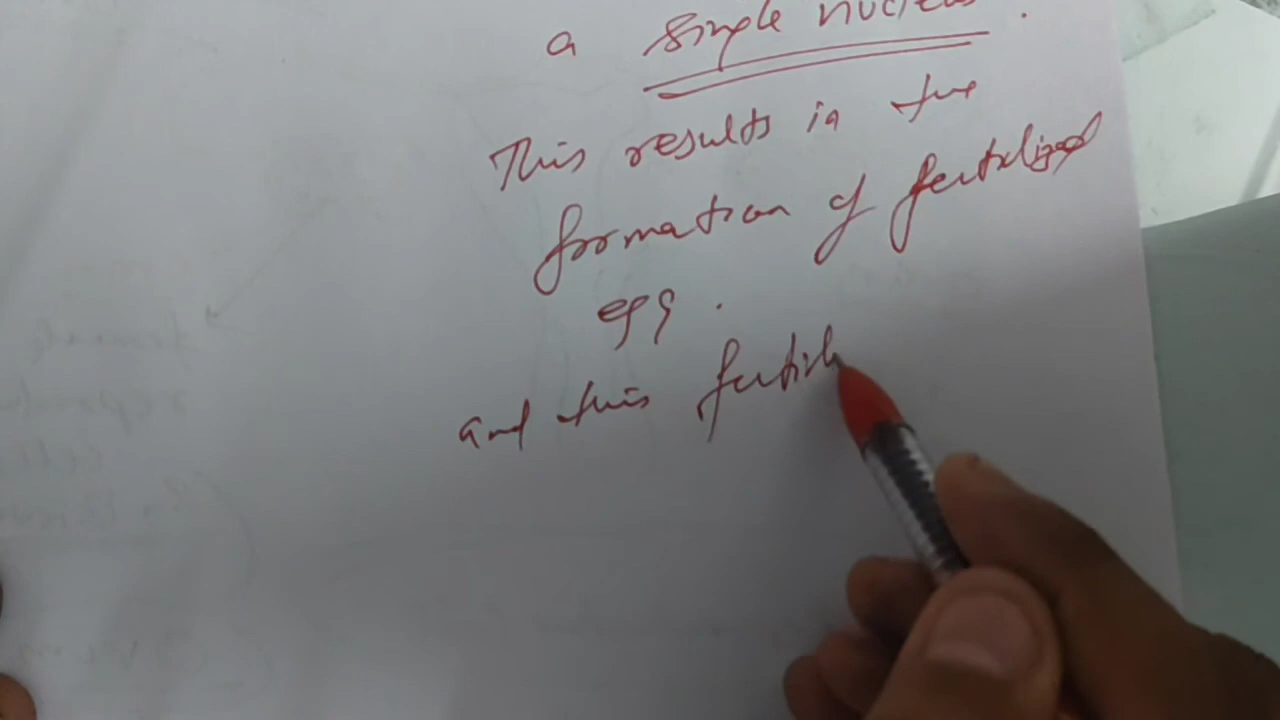 a single nucleus.
This results in the
formation of fertilized
egg.
and this fertil